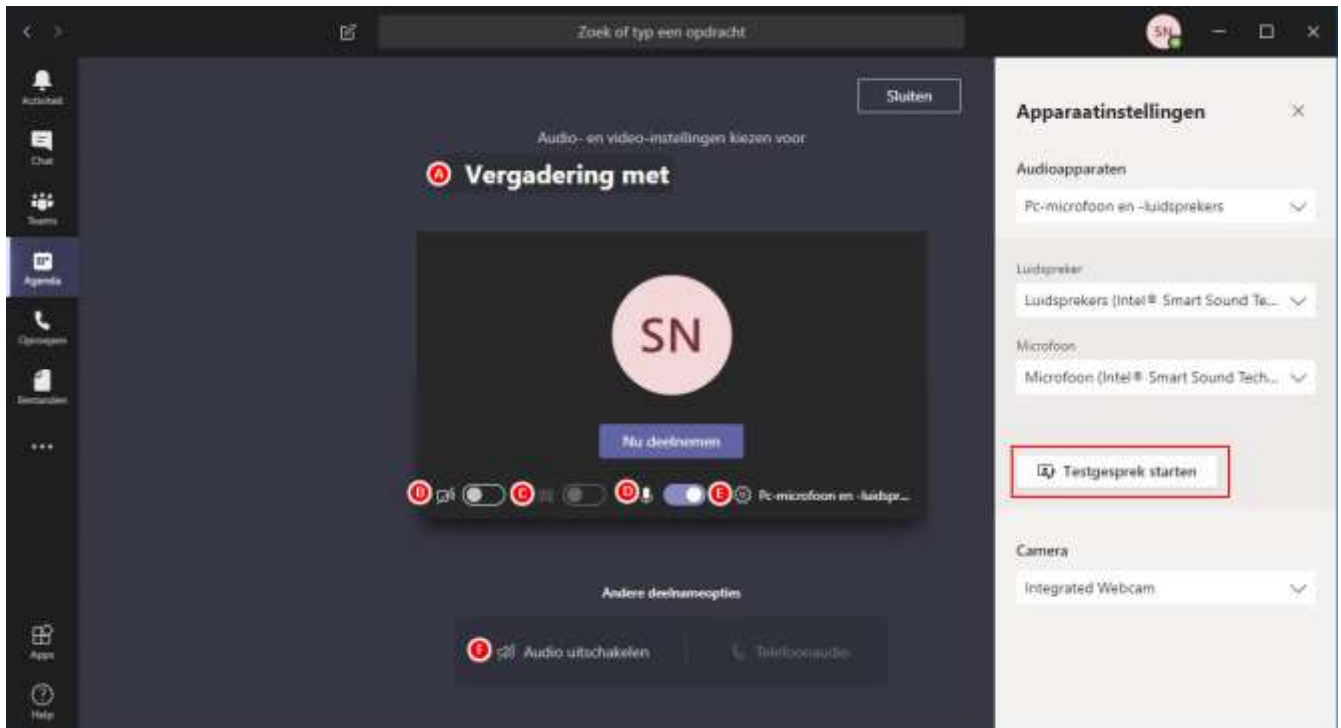 Zoek of typ een opdracht
SN
Activiteit
Chat
Teams
Agenda
Oproepen
Bestanden
Apps
Help
Sluiten
Audio- en video-instellingen kiezen voor
A Vergadering met
SN
Nu deelnemen
B C D E Pc-microfoon en -luidspr...
Andere deelnameopties
F Audio uitschakelen Telefoonaudio
Apparaatinstellingen
Audioapparaten
Pc-microfoon en -luidsprekers
Luidspreker
Luidsprekers (Intel® Smart Sound Te...
Microfoon
Microfoon (Intel® Smart Sound Tech...
Testgesprek starten
Camera
Integrated Webcam